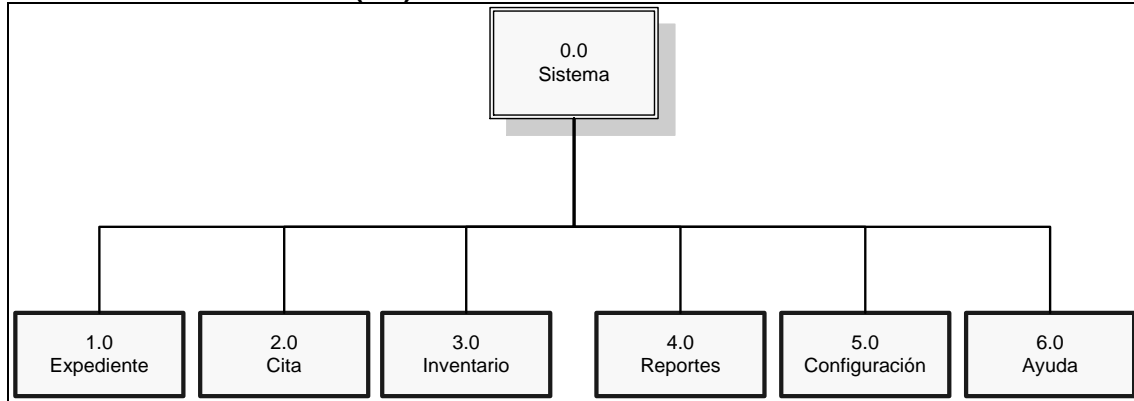 0.0
Sistema
1.0
Expediente
2.0
Cita
3.0
Inventario
4.0
Reportes
5.0
Configuración
6.0
Ayuda